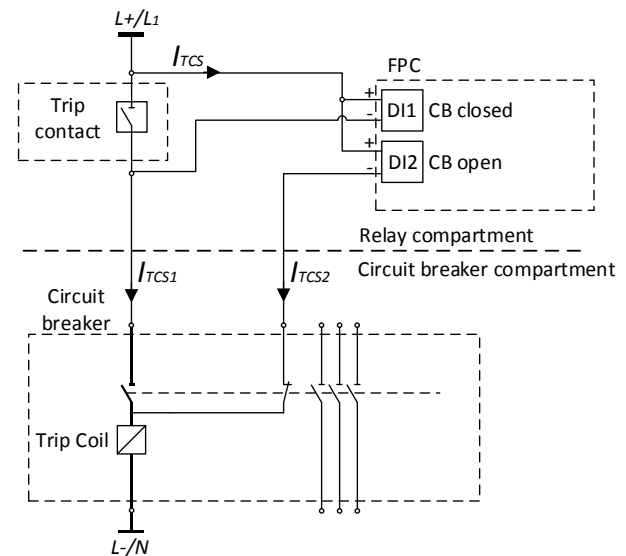 L+/L1
ITCS
FPC
Trip
contact
+
DI1
CB closed
-
+
DI2
CB open
-
Relay compartment
Circuit breaker compartment
ITCS1
ITCS2
Circuit
breaker
Trip Coil
L-/N